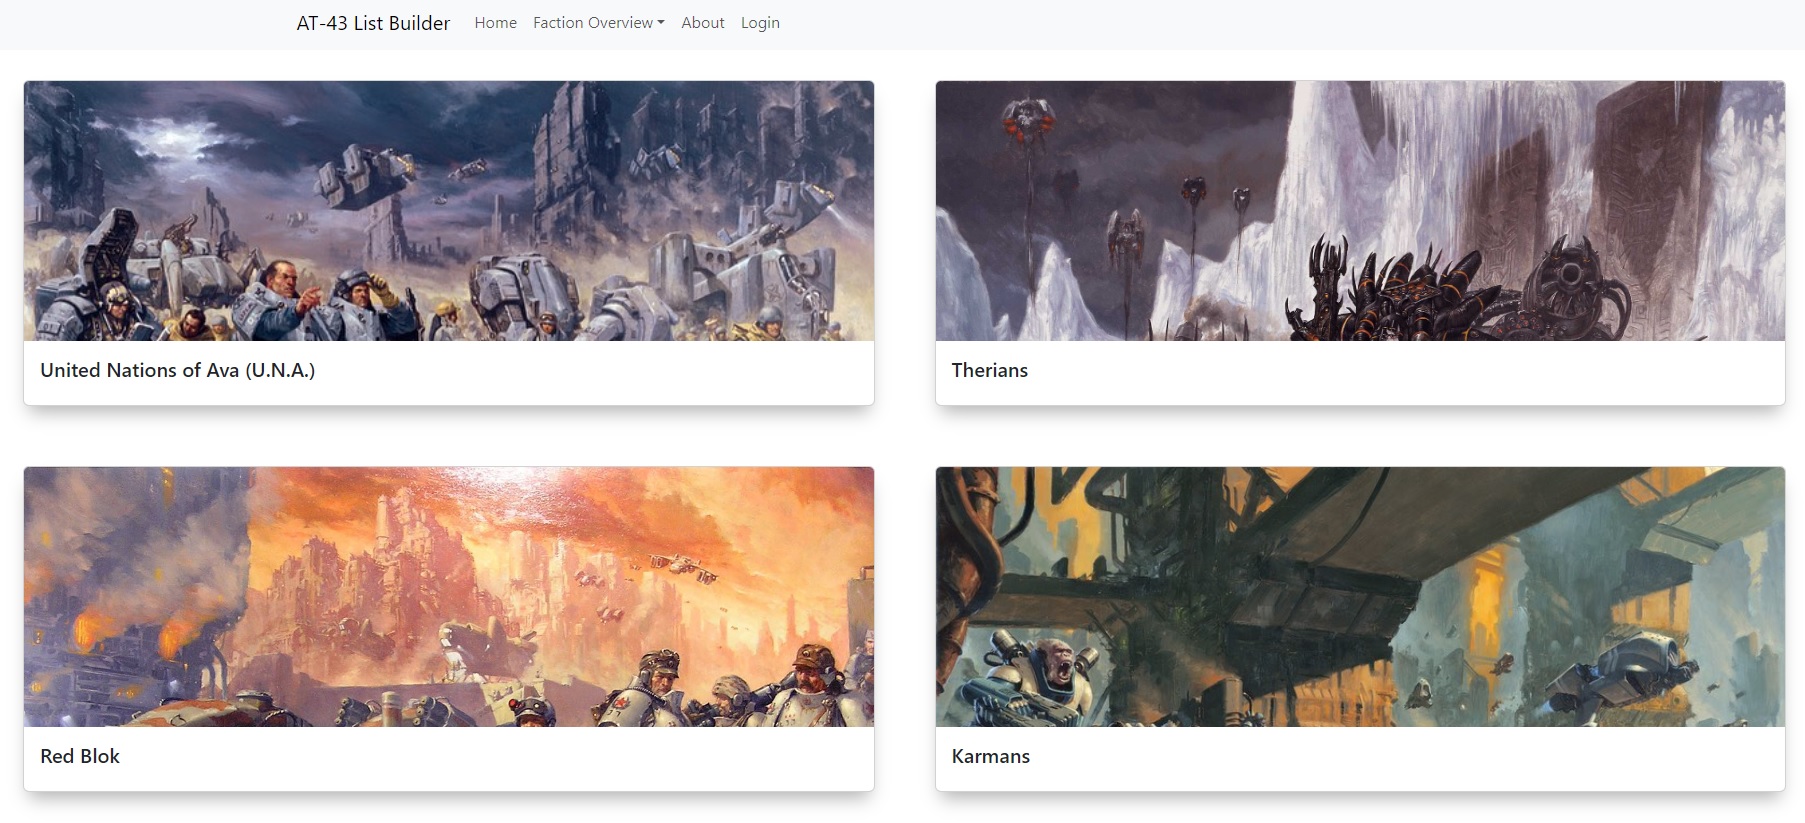 AT-43 List Builder Home Faction Overview About Login
United Nations of Ava (U.N.A.)
Therians
Red Blok
Karmans